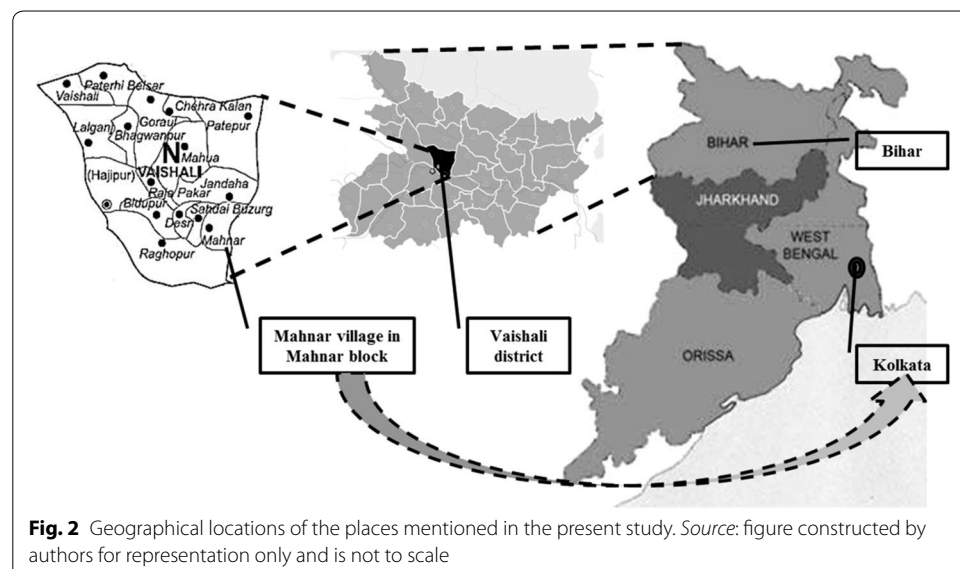 Paterhi Belsar
Vaishali
Chehra Kalan
Goraul
Patepur
Lalganj
Bhagwanpur
N
Mahua
VAISHALI
(Hajipur)
Jandaha
Raja Pakar
Bidupur
Sahdai Buzurg
Desri
Mahnar
Raghopur
BIHAR
Bihar
JHARKHAND
WEST
BENGAL
ORISSA
Mahnar village in
Mahnar block
Vaishali
district
Kolkata
Fig. 2 Geographical locations of the places mentioned in the present study. Source: figure constructed by
authors for representation only and is not to scale